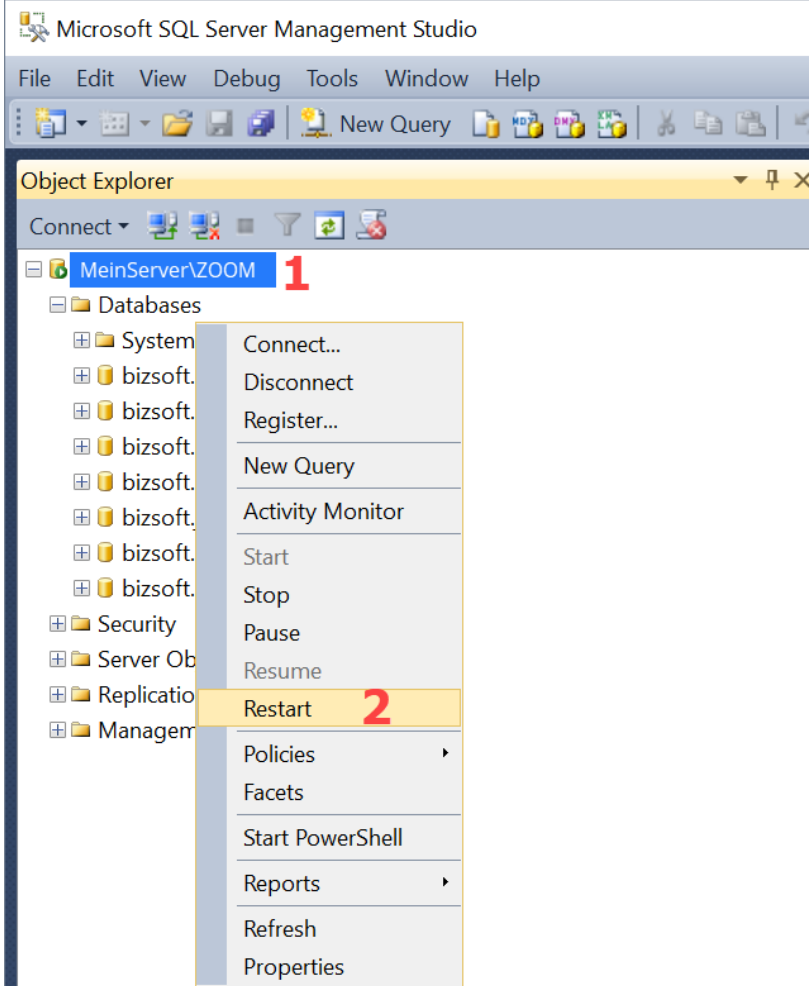 Microsoft SQL Server Management Studio
File Edit View Debug Tools Window Help
New Query
Object Explorer
Connect
MeinServer\ZOOM 1
Databases
System
bizsoft.
bizsoft.
bizsoft.
bizsoft.
bizsoft.
bizsoft.
bizsoft.
Security
Server Ob
Replicatio
Managem
Connect...
Disconnect
Register...
New Query
Activity Monitor
Start
Stop
Pause
Resume
Restart 2
Policies
Facets
Start PowerShell
Reports
Refresh
Properties